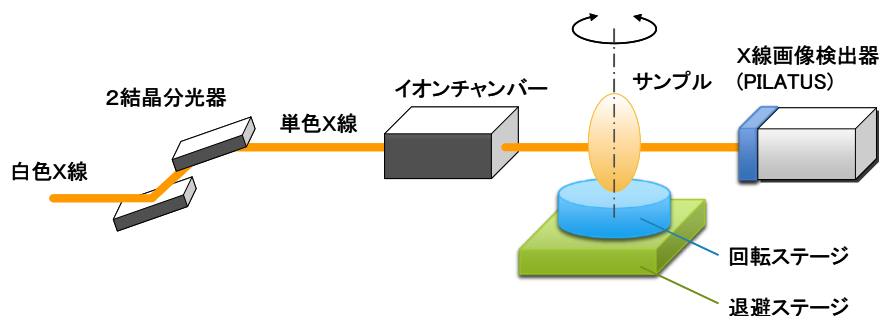 白色X線
2結晶分光器
単色X線
イオンチャンバー
サンプル
X線画像検出器
(PILATUS)
回転ステージ
退避ステージ